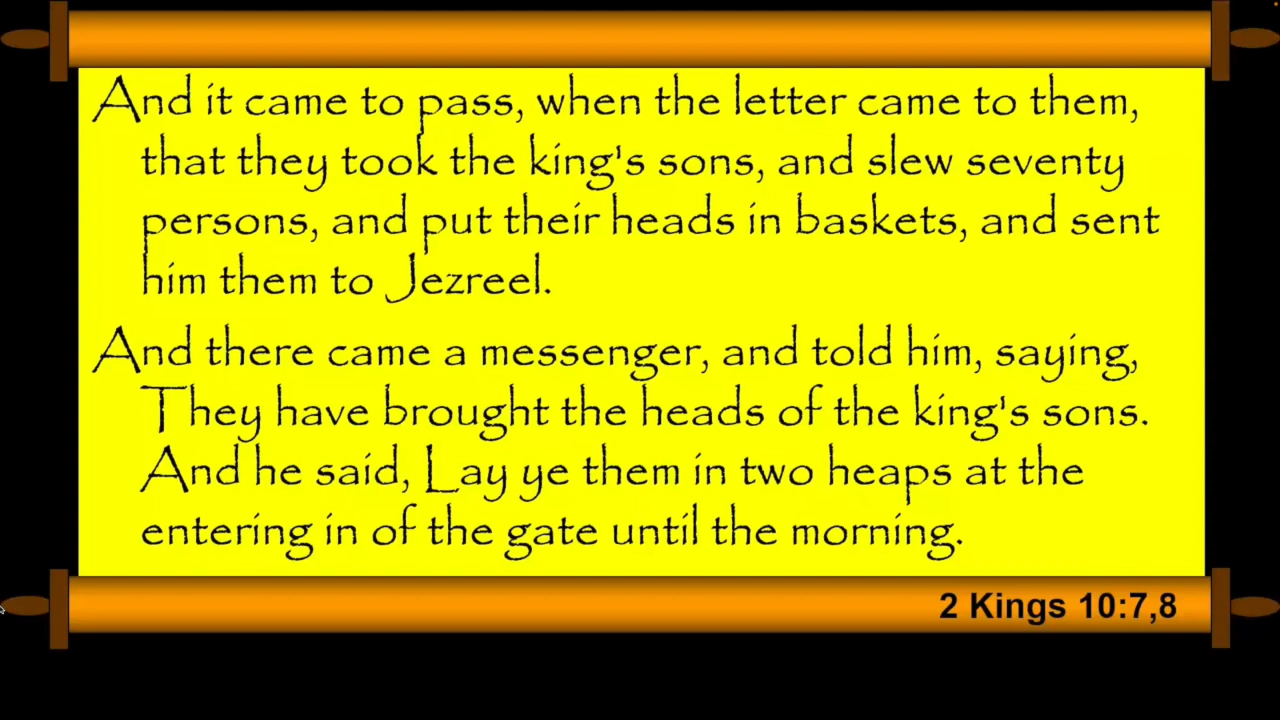 And it came to pass, when the letter came to them,
that they took the king's sons, and slew seventy
persons, and put their heads in baskets, and sent
him them to Jezreel.
And there came a messenger, and told him, saying,
They have brought the heads of the king's sons.
And he said, Lay ye them in two heaps at the
entering in of the gate until the morning.
2 Kings 10:7,8